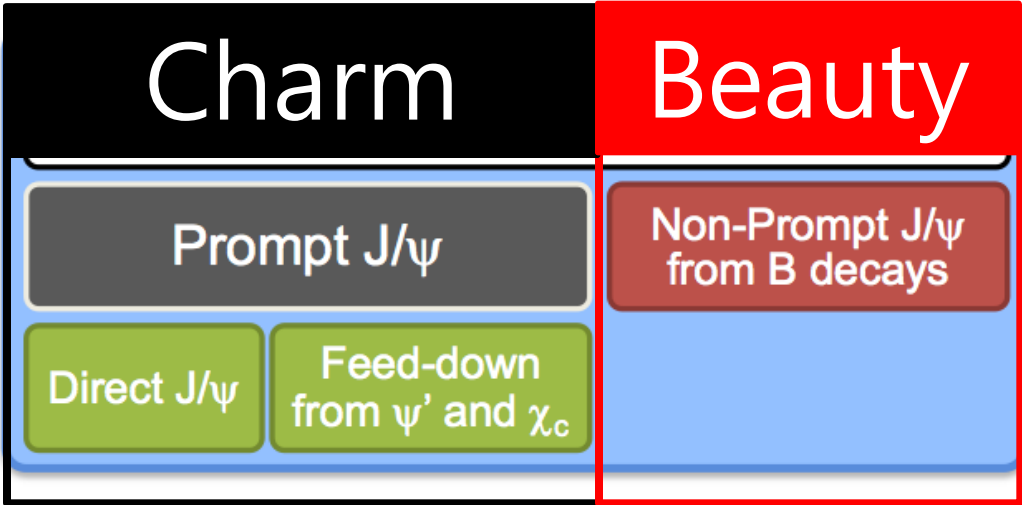 Charm
Beauty
Prompt J/ψ
Non-Prompt J/ψ
from B decays
Direct J/ψ
Feed-down
from ψ’ and χc